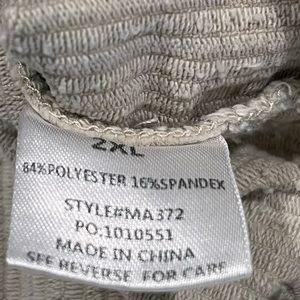 2XL
84%POLYESTER 16%SPANDEX
STYLE#MA372
PO:1010551
MADE IN CHINA
SEE REVERSE FOR CARE